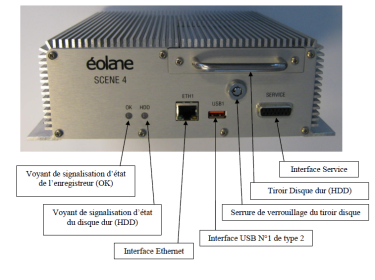 éolane
SCENE 4
OK HDD
ETH1
USB1
SERVICE
Interface Service
Voyant de signalisation d'état
de l'enregistreur (OK)
Tiroir Disque dur (HDD)
Voyant de signalisation d'état
du disque dur (HDD)
Serrure de verrouillage du tiroir disque
Interface USB N°1 de type 2
Interface Ethernet